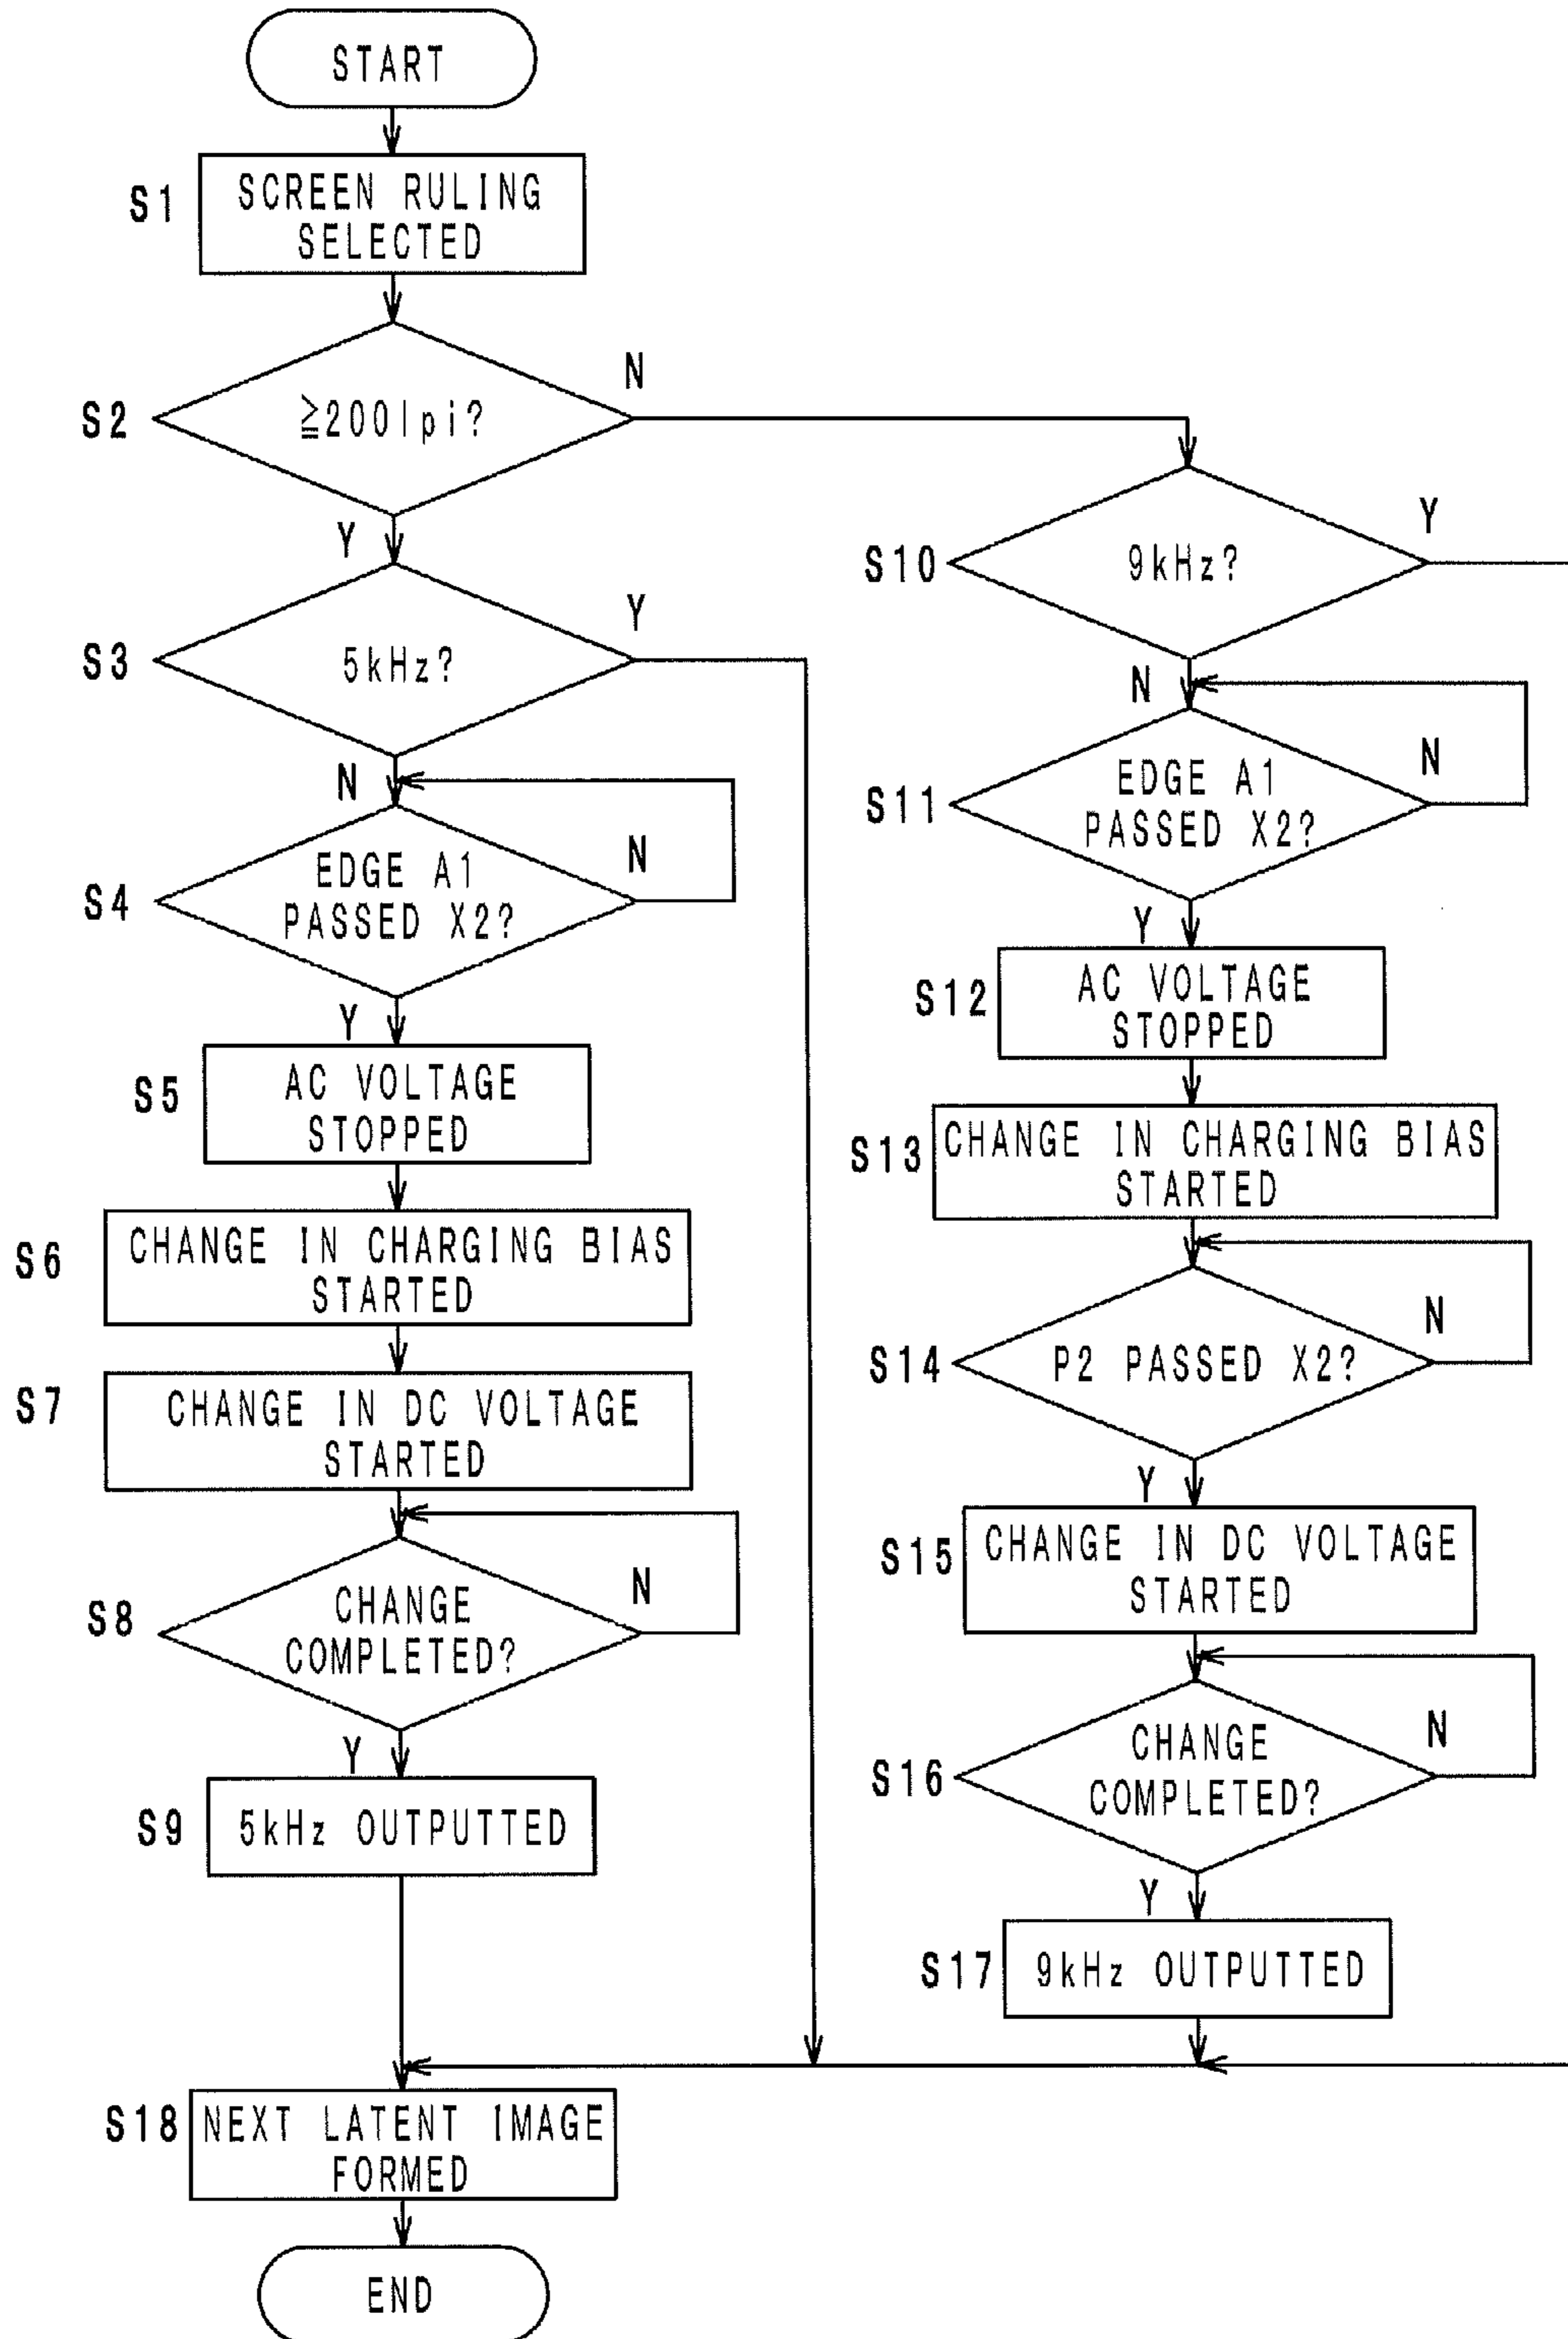 START
S1
SCREEN RULING
SELECTED
S2
≧200lpi?
N
Y
S3
5kHz?
Y
N
S4
EDGE A1
PASSED X2?
N
Y
S5
AC VOLTAGE
STOPPED
S6
CHANGE IN CHARGING BIAS
STARTED
S7
CHANGE IN DC VOLTAGE
STARTED
S8
CHANGE
COMPLETED?
N
Y
S9
5kHz OUTPUTTED
S10
9kHz?
Y
N
S11
EDGE A1
PASSED X2?
N
Y
S12
AC VOLTAGE
STOPPED
S13
CHANGE IN CHARGING BIAS
STARTED
S14
P2 PASSED X2?
N
Y
S15
CHANGE IN DC VOLTAGE
STARTED
S16
CHANGE
COMPLETED?
N
Y
S17
9kHz OUTPUTTED
S18
NEXT LATENT IMAGE
FORMED
END